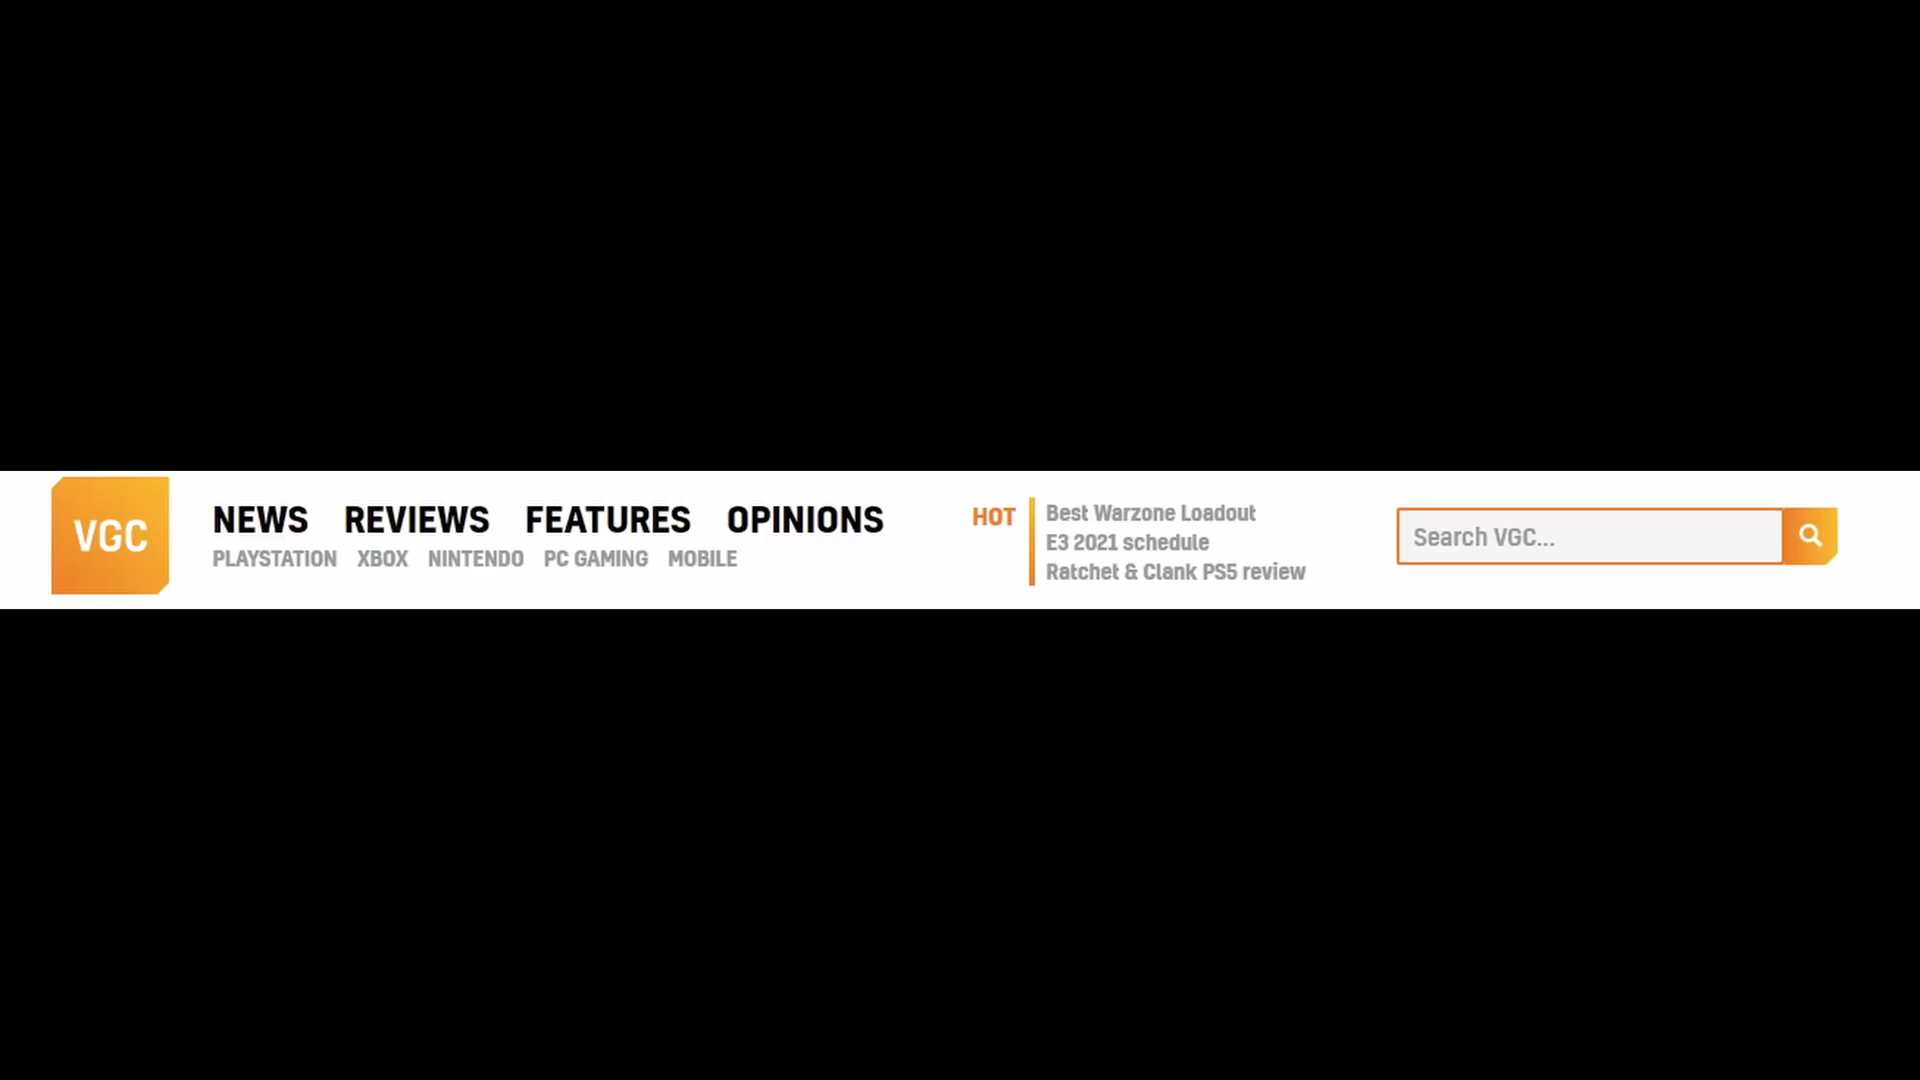 VGC
NEWS REVIEWS FEATURES OPINIONS
PLAYSTATION XBOX NINTENDO PC GAMING MOBILE
HOT
Best Warzone Loadout
E3 2021 schedule
Ratchet & Clank PS5 review
Search VGC...